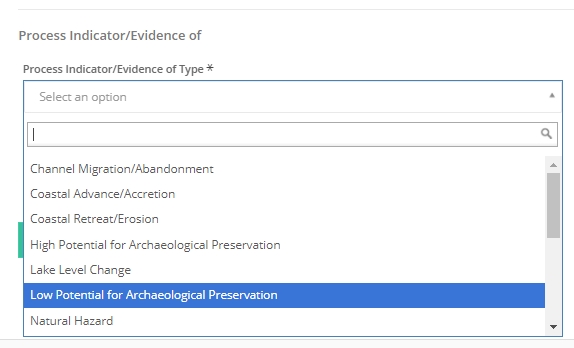 Process Indicator/Evidence of
Process Indicator/Evidence of Type *
Select an option
Channel Migration/Abandonment
Coastal Advance/Accretion
Coastal Retreat/Erosion
High Potential for Archaeological Preservation
Lake Level Change
Low Potential for Archaeological Preservation
Natural Hazard